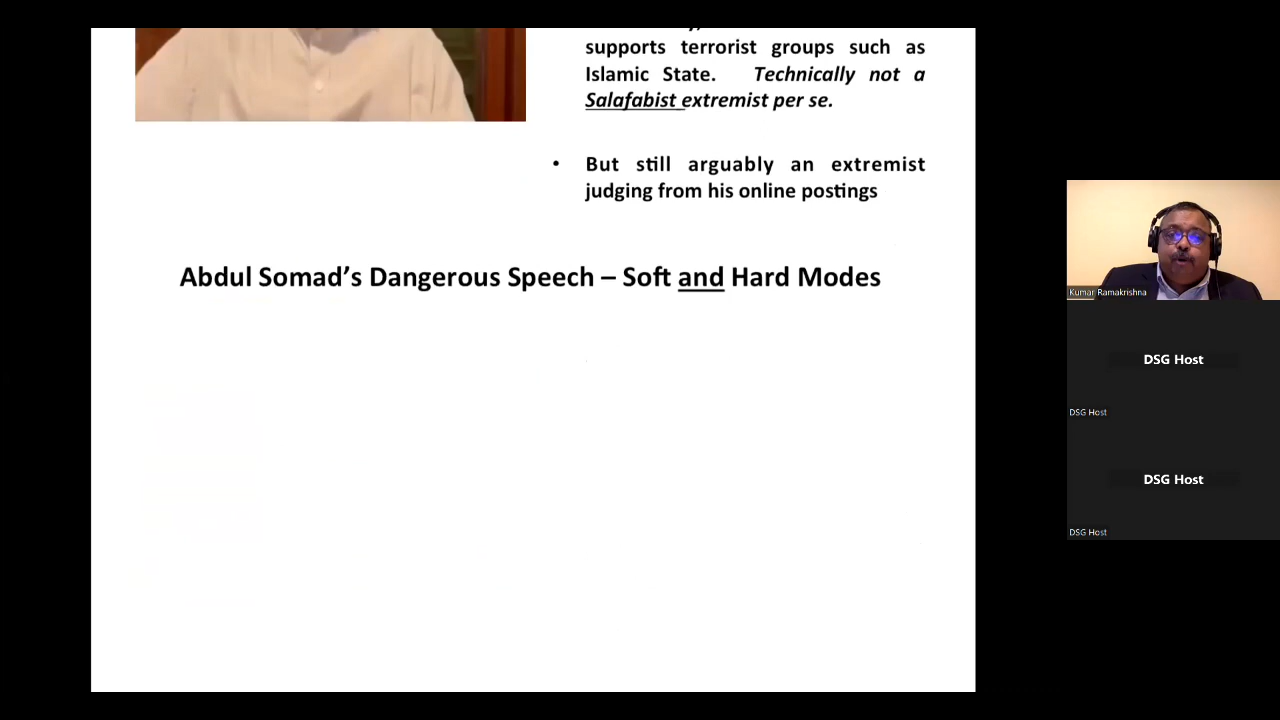 supports terrorist groups such as
Islamic State. Technically not a
Salafabist extremist per se.
• But still arguably an extremist
judging from his online postings
Abdul Somad’s Dangerous Speech – Soft and Hard Modes
Kumar Ramakrishna
DSG Host
DSG Host
DSG Host
DSG Host